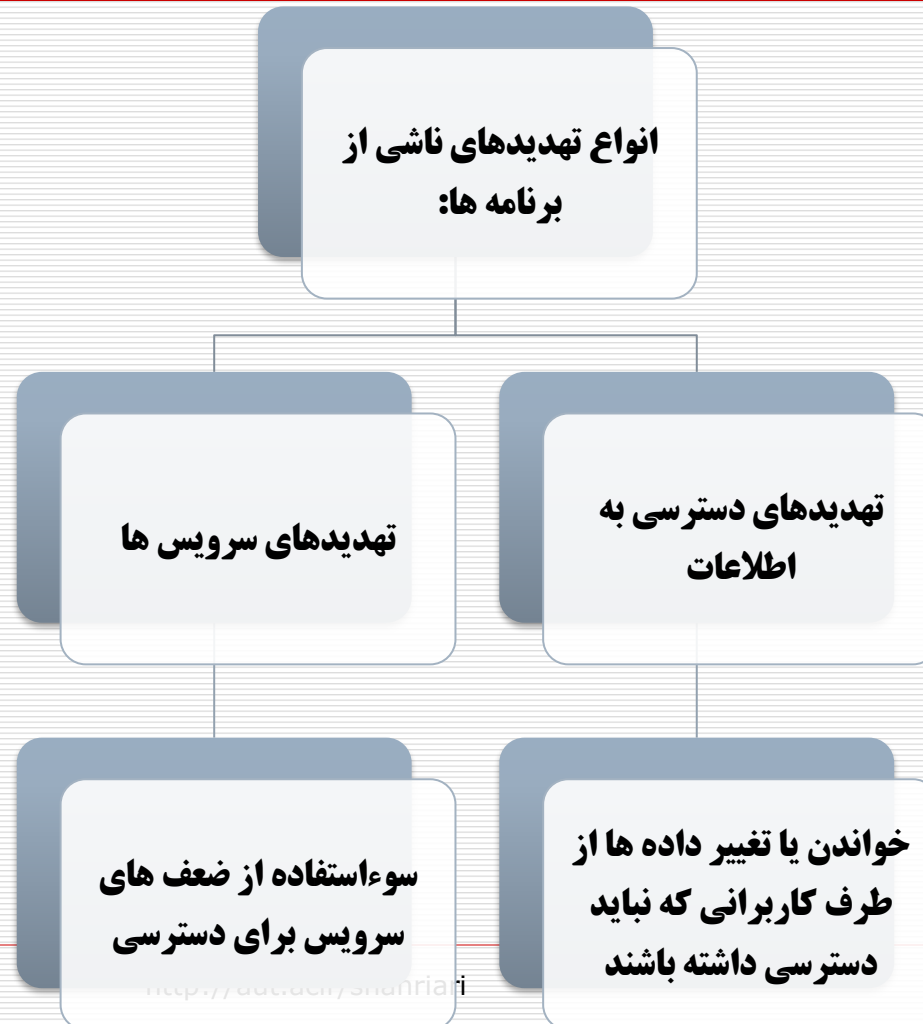 انواع تهدیدهای ناشی از
برنامه ها:
تهدیدهای دسترسی به
اطلاعات
تهدیدهای سرویس ها
خواندن یا تغییر داده ها از
طرف کاربرانی که نباید
دسترسی داشته باشند
سوءاستفاده از ضعف های
سرویس برای دسترسی